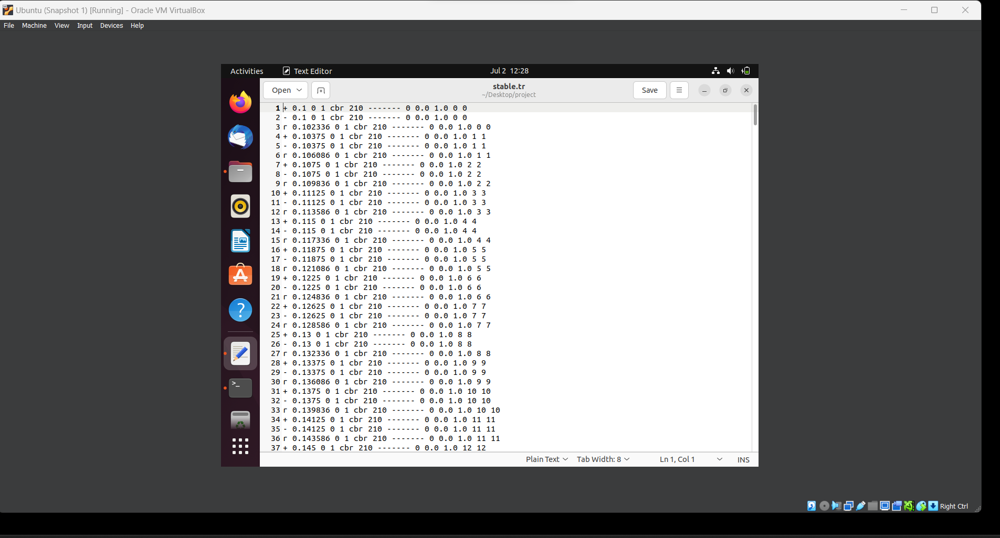 Ubuntu (Snapshot 1) [Running] - Oracle VM VirtualBox
File Machine View Input Devices Help
Activities Text Editor Jul 2 12:28
Open stable.tr Save
~/Desktop/project
1 + 0.1 0 1 cbr 210 ------- 0 0.0 1.0 0 0
2 - 0.1 0 1 cbr 210 ------- 0 0.0 1.0 0 0
3 r 0.102336 0 1 cbr 210 ------- 0 0.0 1.0 0 0
4 + 0.10375 0 1 cbr 210 ------- 0 0.0 1.0 1 1
5 - 0.10375 0 1 cbr 210 ------- 0 0.0 1.0 1 1
6 r 0.106086 0 1 cbr 210 ------- 0 0.0 1.0 1 1
7 + 0.1075 0 1 cbr 210 ------- 0 0.0 1.0 2 2
8 - 0.1075 0 1 cbr 210 ------- 0 0.0 1.0 2 2
9 r 0.109836 0 1 cbr 210 ------- 0 0.0 1.0 2 2
10 + 0.11125 0 1 cbr 210 ------- 0 0.0 1.0 3 3
11 - 0.11125 0 1 cbr 210 ------- 0 0.0 1.0 3 3
12 r 0.113586 0 1 cbr 210 ------- 0 0.0 1.0 3 3
13 + 0.115 0 1 cbr 210 ------- 0 0.0 1.0 4 4
14 - 0.115 0 1 cbr 210 ------- 0 0.0 1.0 4 4
15 r 0.117336 0 1 cbr 210 ------- 0 0.0 1.0 4 4
16 + 0.11875 0 1 cbr 210 ------- 0 0.0 1.0 5 5
17 - 0.11875 0 1 cbr 210 ------- 0 0.0 1.0 5 5
18 r 0.121086 0 1 cbr 210 ------- 0 0.0 1.0 5 5
19 + 0.1225 0 1 cbr 210 ------- 0 0.0 1.0 6 6
20 - 0.1225 0 1 cbr 210 ------- 0 0.0 1.0 6 6
21 r 0.124836 0 1 cbr 210 ------- 0 0.0 1.0 6 6
22 + 0.12625 0 1 cbr 210 ------- 0 0.0 1.0 7 7
23 - 0.12625 0 1 cbr 210 ------- 0 0.0 1.0 7 7
24 r 0.128586 0 1 cbr 210 ------- 0 0.0 1.0 7 7
25 + 0.13 0 1 cbr 210 ------- 0 0.0 1.0 8 8
26 - 0.13 0 1 cbr 210 ------- 0 0.0 1.0 8 8
27 r 0.132336 0 1 cbr 210 ------- 0 0.0 1.0 8 8
28 + 0.13375 0 1 cbr 210 ------- 0 0.0 1.0 9 9
29 - 0.13375 0 1 cbr 210 ------- 0 0.0 1.0 9 9
30 r 0.136086 0 1 cbr 210 ------- 0 0.0 1.0 9 9
31 + 0.1375 0 1 cbr 210 ------- 0 0.0 1.0 10 10
32 - 0.1375 0 1 cbr 210 ------- 0 0.0 1.0 10 10
33 r 0.139836 0 1 cbr 210 ------- 0 0.0 1.0 10 10
34 + 0.14125 0 1 cbr 210 ------- 0 0.0 1.0 11 11
35 - 0.14125 0 1 cbr 210 ------- 0 0.0 1.0 11 11
36 r 0.143586 0 1 cbr 210 ------- 0 0.0 1.0 11 11
37 + 0.145 0 1 cbr 210 ------- 0 0.0 1.0 12 12
Plain Text Tab Width: 8 Ln 1, Col 1 INS
Right Ctrl